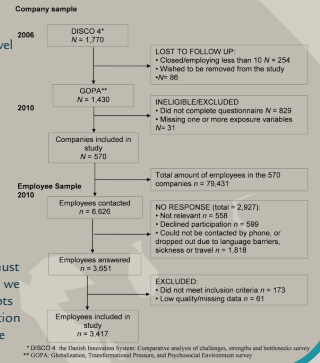 Company sample
2006
DISCO 4*
N = 1,770
LOST TO FOLLOW UP:
• Closed/employing less than 10 N = 254
• Wished to be removed from the study
•N= 86
GOPA**
N = 1,430
2010
INELIGIBLE/EXCLUDED
• Did not complete questionnaire N = 829
• Missing one or more exposure variables
N= 31
Companies included in
study
N = 570
Total amount of employees in the 570
companies n = 79,431
Employee Sample
2010
Employees contacted
n = 6,626
NO RESPONSE (total = 2,927):
• Not relevant n = 558
• Declined participation n = 599
• Could not be contacted by phone, or
dropped out due to language barriers,
sickness or travel n = 1,818
Employees answered
n = 3,651
EXCLUDED:
• Did not meet inclusion criteria n = 173
• Low quality/missing data n = 61
Employees included in
study
n = 3,417
* DISCO 4: the Danish Innovation System: Comparative analysis of challenges, strengths and bottlenecks survey
** GOPA: Globalization, Transformational Pressure, and Psychosocial Environment survey
vel
ust
we
pts
tion
e